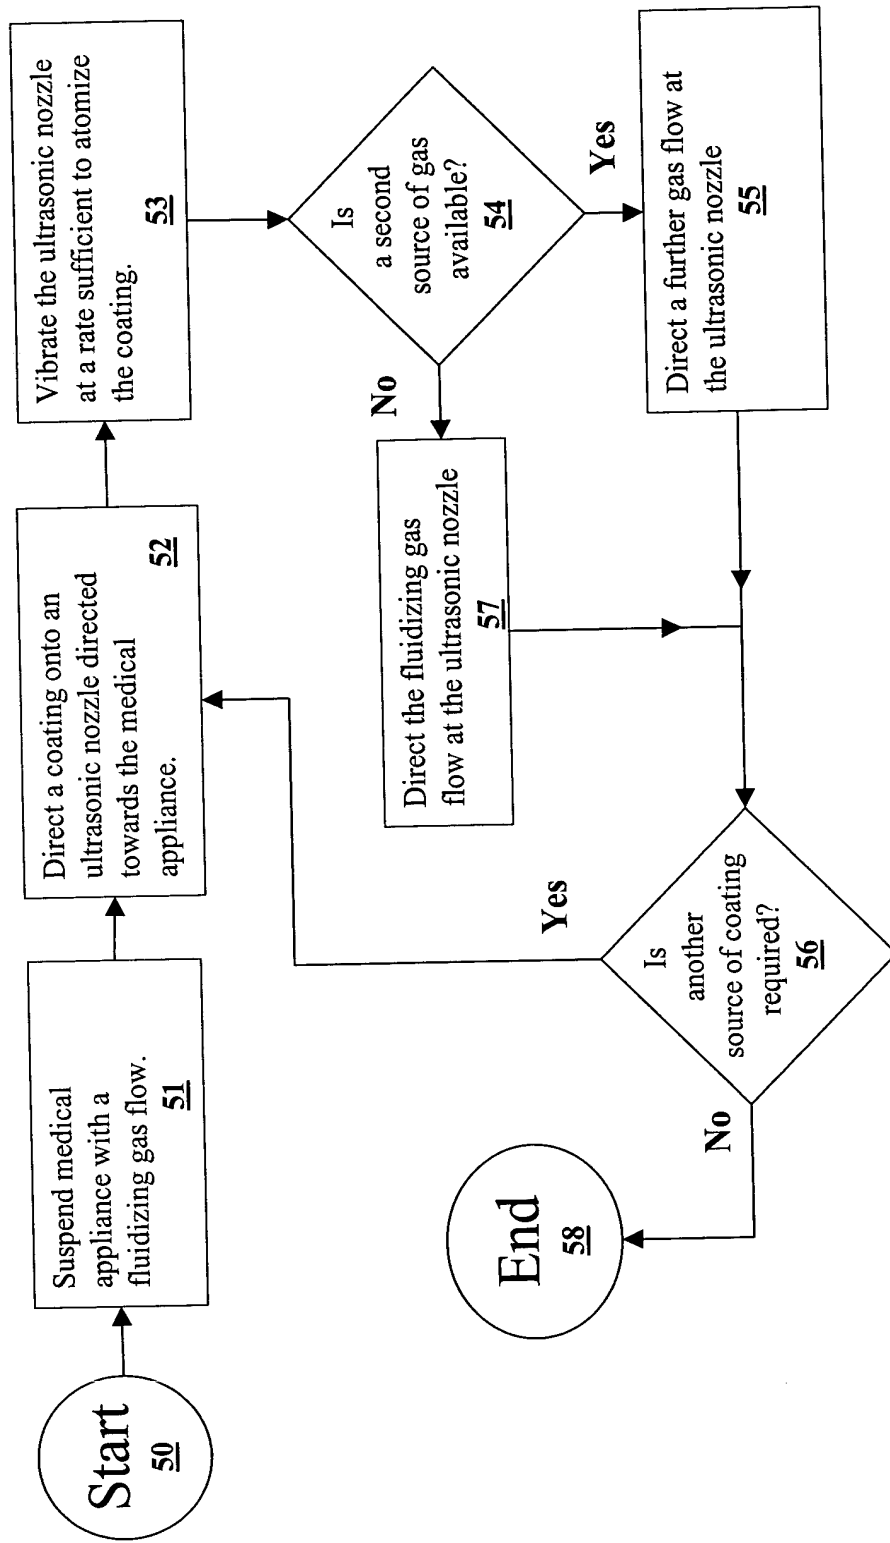 Start
50
Suspend medical
appliance with a
fluidizing gas flow.
51
Direct a coating onto an
ultrasonic nozzle directed
towards the medical
appliance.
52
Vibrate the ultrasonic nozzle
at a rate sufficient to atomize
the coating.
53
Is
a second
source of gas
available?
54
No
Yes
Direct the fluidizing gas
flow at the ultrasonic nozzle
57
Direct a further gas flow at
the ultrasonic nozzle
55
Is
another
source of coating
required?
56
Yes
No
End
58